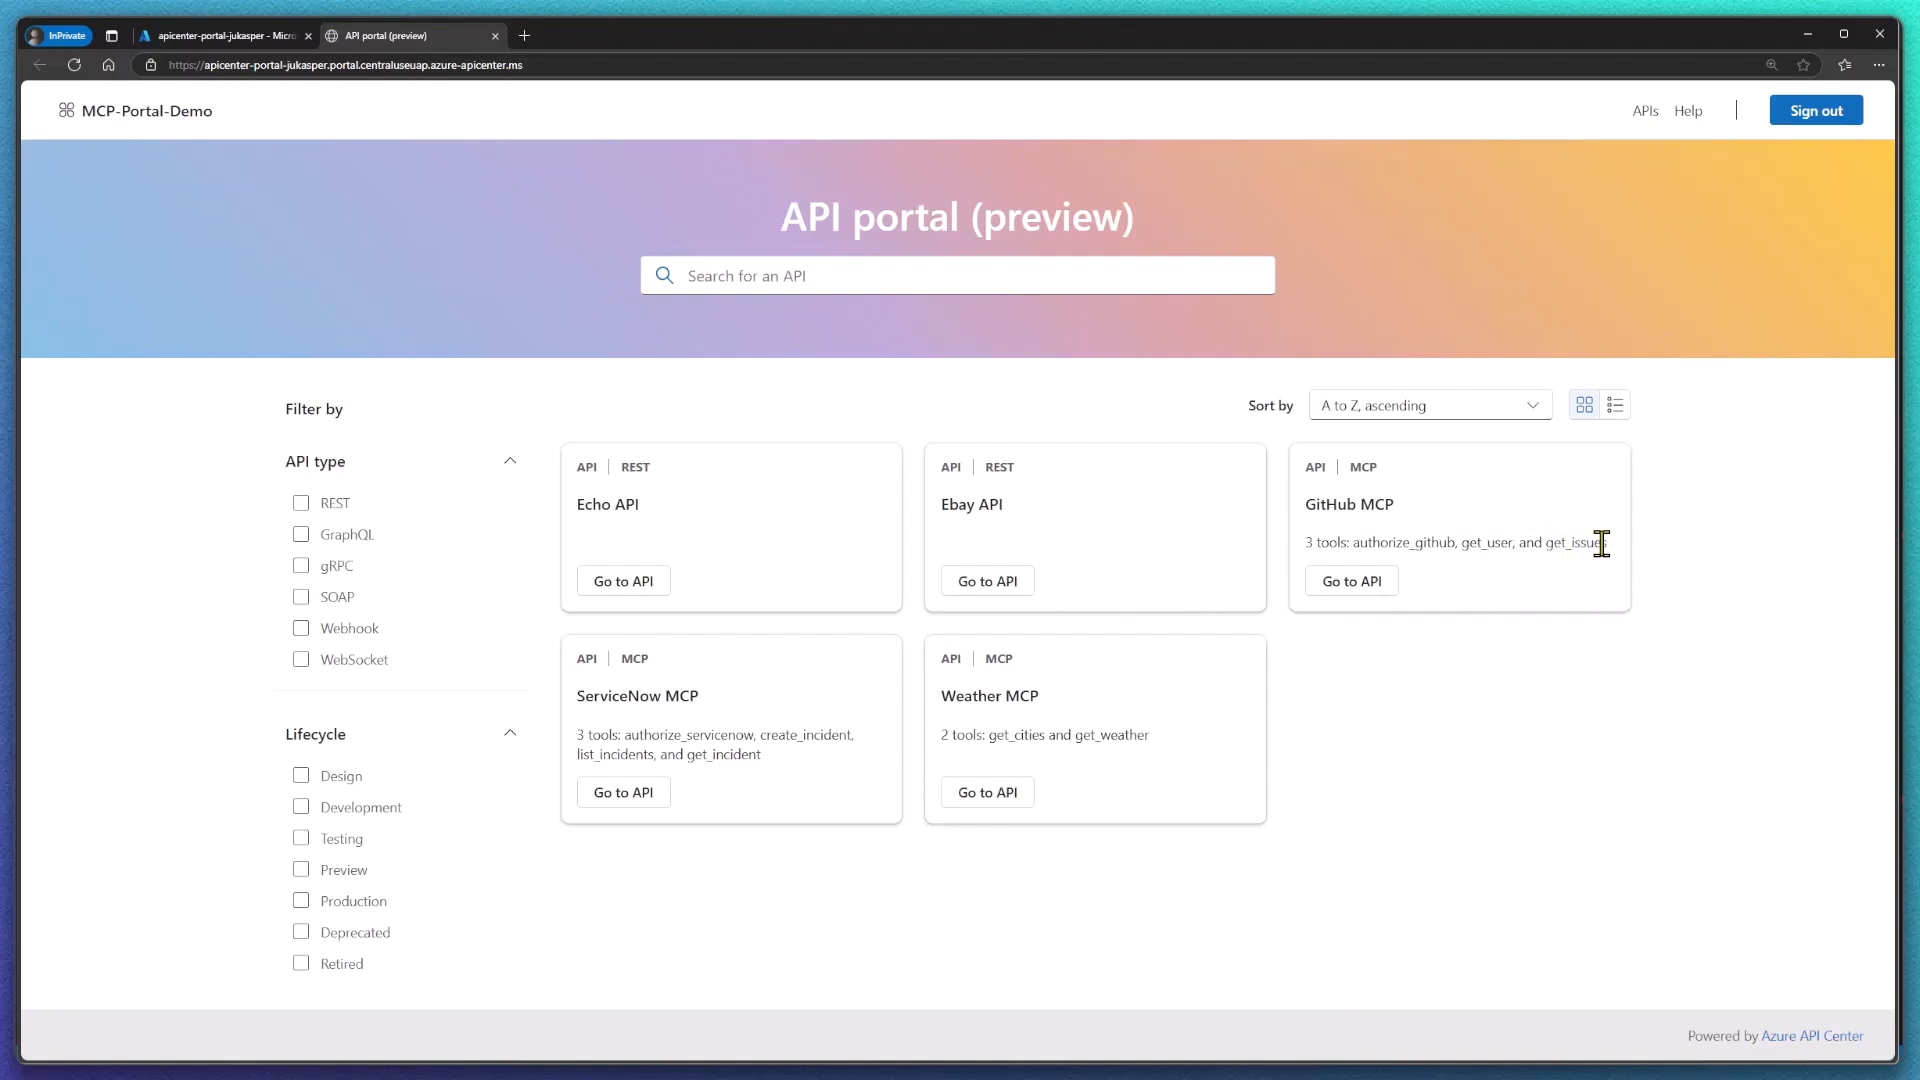 InPrivate
apicenter-portal-jukasper - Micro
API portal (preview)
https://apicenter-portal-jukasper.portal.centraluseuap.azure-apicenter.ms
MCP-Portal-Demo
APIs
Help
Sign out
API portal (preview)
Search for an API
Filter by
Sort by
A to Z, ascending
API type
REST
GraphQL
gRPC
SOAP
Webhook
WebSocket
Lifecycle
Design
Development
Testing
Preview
Production
Deprecated
Retired
API | REST
Echo API
Go to API
API | REST
Ebay API
Go to API
API | MCP
GitHub MCP
3 tools: authorize_github, get_user, and get_issues
Go to API
API | MCP
ServiceNow MCP
3 tools: authorize_servicenow, create_incident,
list_incidents, and get_incident
Go to API
API | MCP
Weather MCP
2 tools: get_cities and get_weather
Go to API
Powered by Azure API Center